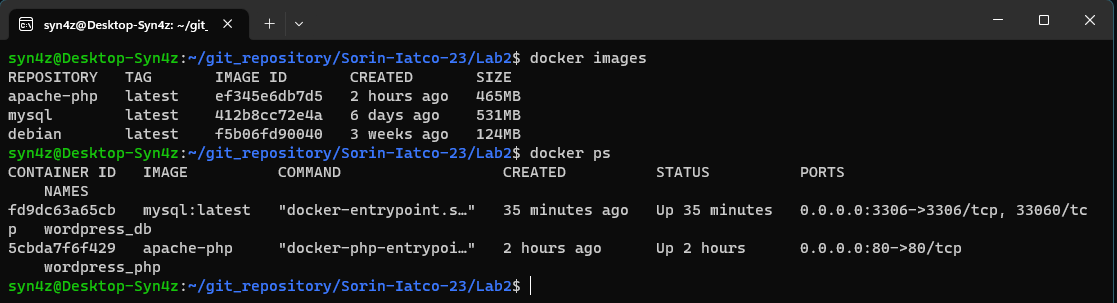 syn4z@Desktop-Syn4z: ~/git_
syn4z@Desktop-Syn4z:~/git_repository/Sorin-Iatco-23/Lab2$ docker images
REPOSITORY   TAG       IMAGE ID       CREATED       SIZE
apache-php   latest    ef345e6db7d5   2 hours ago   465MB
mysql        latest    412b8cc72e4a   6 days ago    531MB
debian       latest    f5b06fd90040   3 weeks ago   124MB
syn4z@Desktop-Syn4z:~/git_repository/Sorin-Iatco-23/Lab2$ docker ps
CONTAINER ID   IMAGE          COMMAND                  CREATED          STATUS          PORTS
    NAMES
fd9dc63a65cb   mysql:latest   "docker-entrypoint.s…"   35 minutes ago   Up 35 minutes   0.0.0.0:3306->3306/tcp, 33060/tc
p   wordpress_db
5cbda7f6f429   apache-php     "docker-php-entrypoi…"   2 hours ago      Up 2 hours      0.0.0.0:80->80/tcp
    wordpress_php
syn4z@Desktop-Syn4z:~/git_repository/Sorin-Iatco-23/Lab2$